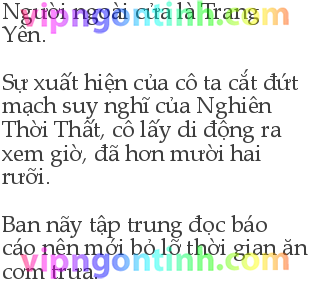 Người ngoài cửa là Trang
Yên.
Sự xuất hiện của cô ta cắt đứt
mạch suy nghĩ của Nghiên
Thời Thất, cô lấy di động ra
xem giờ, đã hơn mười hai
rưỡi.
Ban nãy tập trung đọc báo
cáo nên mới bỏ lỡ thời gian ăn
cơm trưa.
vipngontinh.com
vipngontinh.com